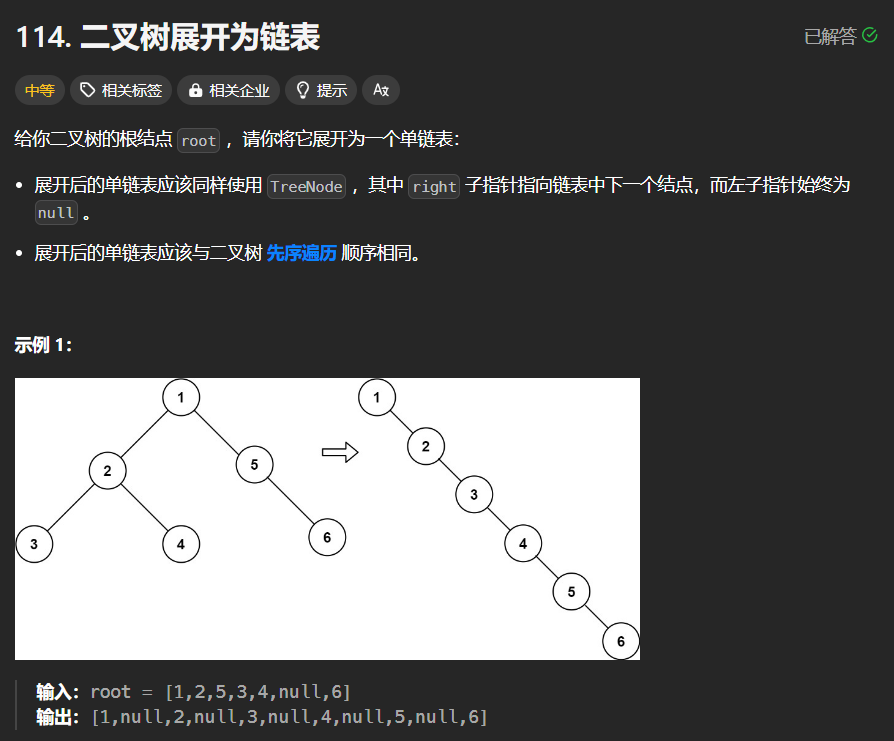 114. 二叉树展开为链表 已解答
中等 相关标签 相关企业 提示 Aあ
给你二叉树的根结点 root ，请你将它展开为一个单链表：
• 展开后的单链表应该同样使用 TreeNode ，其中 right 子指针指向链表中下一个结点，而左子指针始终为
null 。
• 展开后的单链表应该与二叉树 先序遍历 顺序相同。
示例 1：
1 1
2 5 2
3 4 6 3
4
5
6
输入：root = [1,2,5,3,4,null,6]
输出：[1,null,2,null,3,null,4,null,5,null,6]